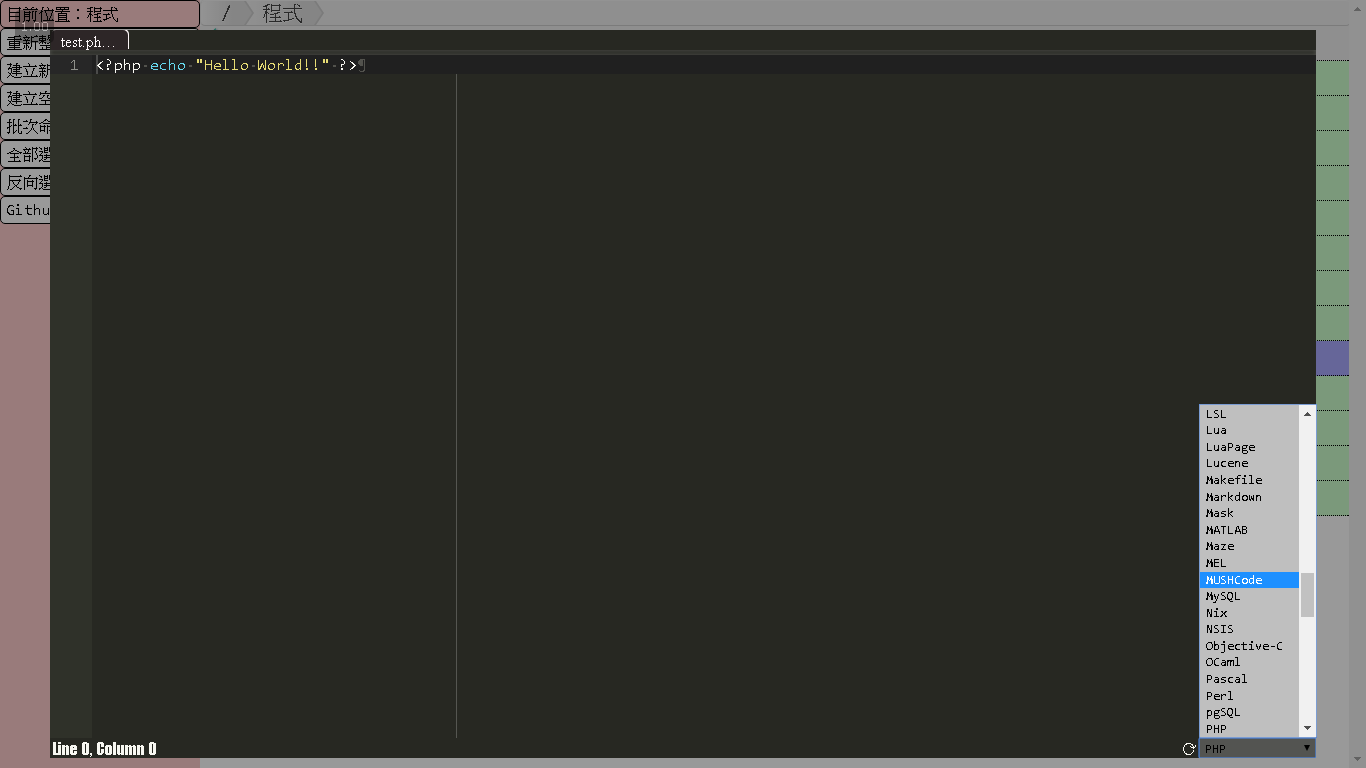 目前位置：程式
/ 程式
1.00
重新整
建立新
建立空
批次命
全部選
反向選
Githu
test.ph...
1 <?php echo "Hello World!!" ?>¶
LSL
Lua
LuaPage
Lucene
Makefile
Markdown
Mask
MATLAB
Maze
MEL
MUSHCode
MySQL
Nix
NSIS
Objective-C
OCaml
Pascal
Perl
pgSQL
PHP
Line 0, Column 0
PHP